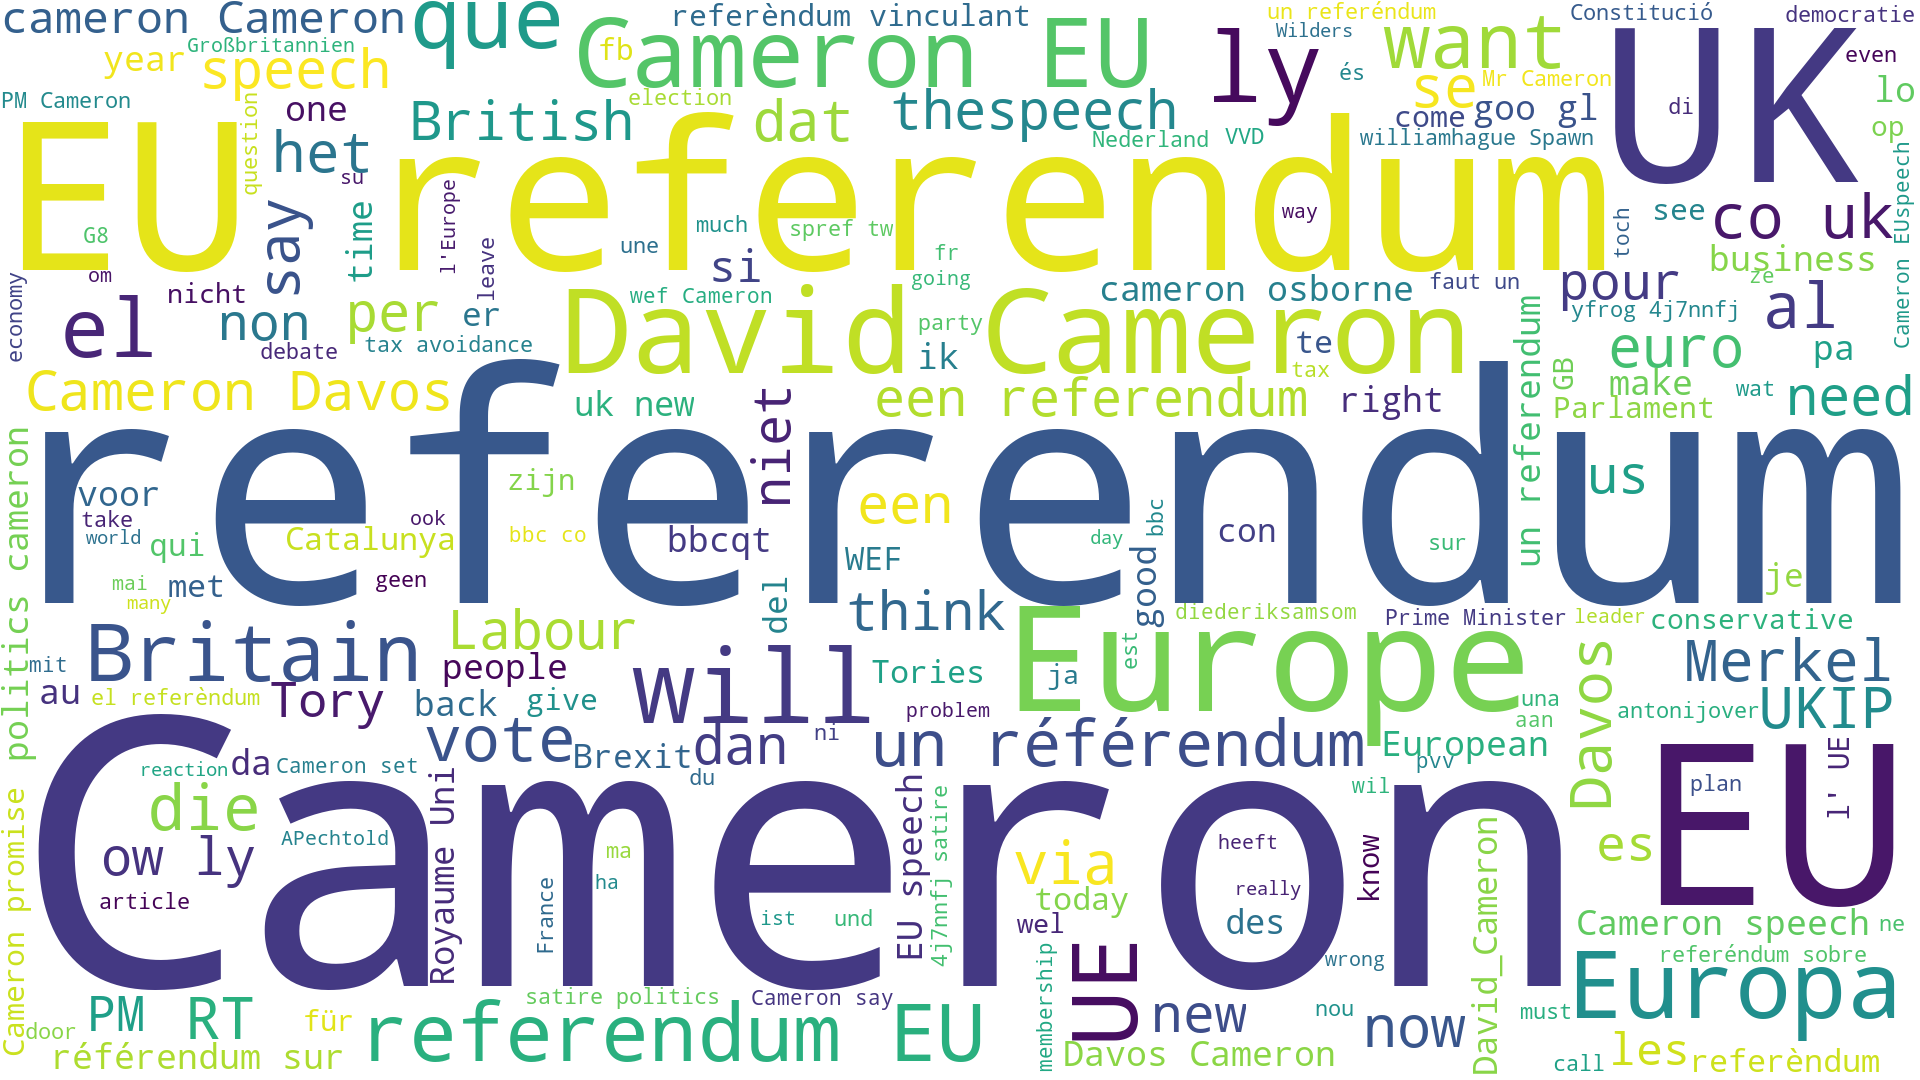 cameron Cameron
que
referèndum vinculant
un referéndum
Constitució
democratie
Großbritannien
year
speech
fb
Cameron EU
ly
Wilders
want
és
Mr Cameron
se
UK
even
lo
PM Cameron
one
question
British
election
dat
thespeech
come
goo gl
di
op
het
su
Nederland
VVD
williamhague Spawn
EU referendum
G8
say
time
l'Europe
leave
une
much
spref tw
way
toch
see
co uk
Cameron EUspeech
om
nicht
si
fr
going
business
ze
economy
el
non
per
er
wef Cameron
David Cameron
cameron osborne
faut un
pour
yfrog 4j7nnfj
al
debate
tax avoidance
party
ik
te
tax
un referendum
euro
pa
Cameron Davos
uk new
een referendum
right
GB
make
Parlament
wat
need
niet
referendum
politics cameron
voor
take
world
qui
zijn
ook
Catalunya
bbc co
bbcqt
een
WEF
day
bbc
con
sur
us
mai
many
met
geen
del
think
good
je
diederiksamsom
Prime Minister
leader
conservative
Britain
mit
Labour
people
will
Tories
Europe
est
ja
Davos
Merkel
au
el referèndum
Tory
back
give
problem
una
aan
antonijover
UKIP
vote
Brexit
dan
ni
un référendum
European
pvv
l' UE
reaction
da
Cameron set
du
wil
plan
EU
Cameron
Cameron promise
die
ow ly
article
APechtold
Royaume Uni
France
ma
ha
ist
und
EU speech
4j7nnfj satire
via
today
wel
heeft
really
des
know
David_Cameron
es
Cameron speech
ne
wrong
referéndum sobre
membership
UE
Europa
PM
RT
door
für
satire politics
Cameron say
new
nou
now
must
référendum sur
referendum EU
Davos Cameron
call
les
referèndum